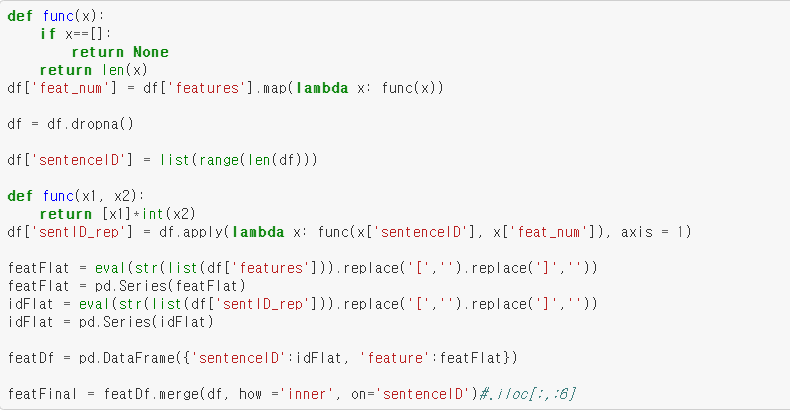 def func(x):
    if x==[]:
        return None
    return len(x)
df['feat_num'] = df['features'].map(lambda x: func(x))
df = df.dropna()
df['sentenceID'] = list(range(len(df)))
def func(x1, x2):
    return [x1]*int(x2)
df['sentID_rep'] = df.apply(lambda x: func(x['sentenceID'], x['feat_num']), axis = 1)
featFlat = eval(str(list(df['features'])).replace('[','').replace(']',''))
featFlat = pd.Series(featFlat)
idFlat = eval(str(list(df['sentID_rep'])).replace('[','').replace(']',''))
idFlat = pd.Series(idFlat)
featDf = pd.DataFrame({'sentenceID':idFlat, 'feature':featFlat})
featFinal = featDf.merge(df, how ='inner', on='sentenceID')#.iloc[:,:6]